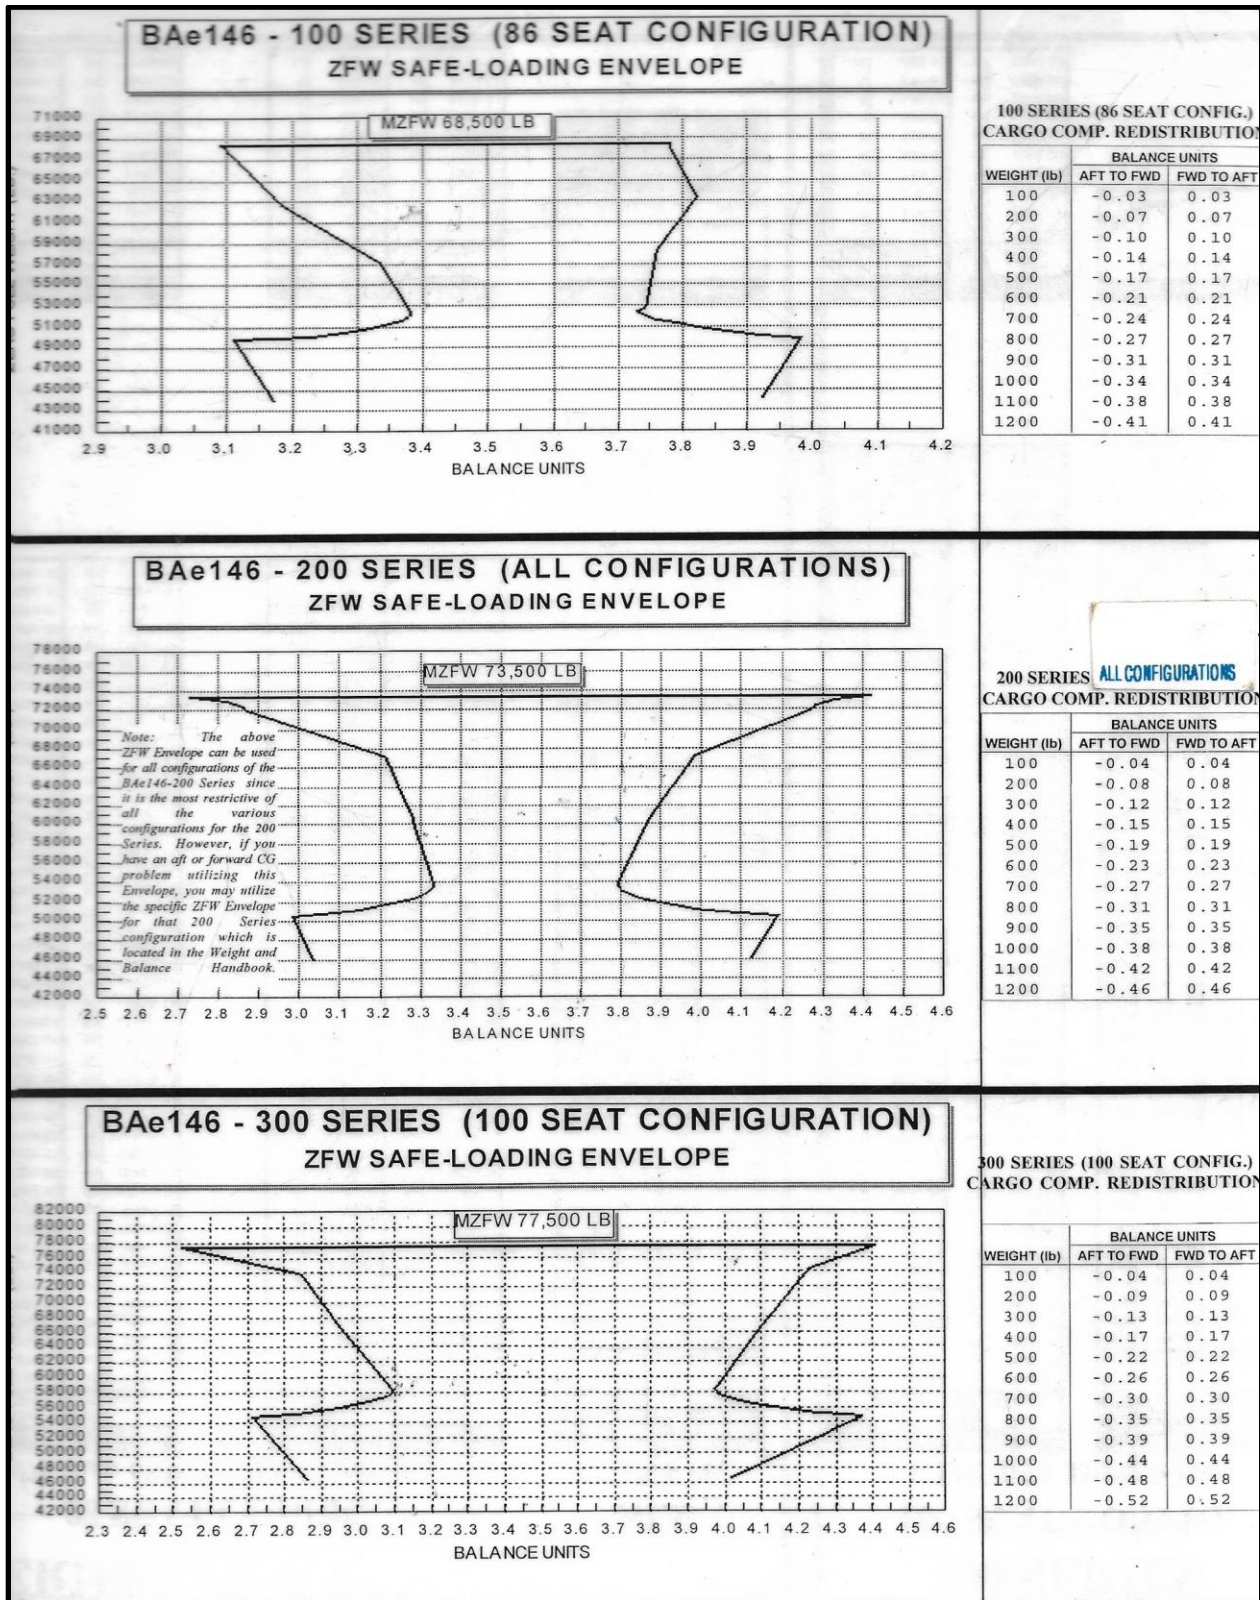 BAe146 - 100 SERIES (86 SEAT CONFIGURATION)
ZFW SAFE-LOADING ENVELOPE
MZFW 68,500 LB
71000
69000
67000
65000
63000
61000
59000
57000
55000
53000
51000
49000
47000
45000
43000
41000
2.9 3.0 3.1 3.2 3.3 3.4 3.5 3.6 3.7 3.8 3.9 4.0 4.1 4.2
BALANCE UNITS
100 SERIES (86 SEAT CONFIG.)
CARGO COMP. REDISTRIBUTION
BALANCE UNITS
WEIGHT (lb) AFT TO FWD FWD TO AFT
100 -0.03 0.03
200 -0.07 0.07
300 -0.10 0.10
400 -0.14 0.14
500 -0.17 0.17
600 -0.21 0.21
700 -0.24 0.24
800 -0.27 0.27
900 -0.31 0.31
1000 -0.34 0.34
1100 -0.38 0.38
1200 -0.41 0.41
BAe146 - 200 SERIES (ALL CONFIGURATIONS)
ZFW SAFE-LOADING ENVELOPE
MZFW 73,500 LB
78000
76000
74000
72000
70000
68000
66000
64000
62000
60000
58000
56000
54000
52000
50000
48000
46000
44000
42000
Note: The above
ZFW Envelope can be used
for all configurations of the
BAe146-200 Series since
it is the most restrictive of
all the various
configurations for the 200
Series. However, if you
have an aft or forward CG
problem utilizing this
Envelope, you may utilize
the specific ZFW Envelope
for that 200 Series
configuration which is
located in the Weight and
Balance Handbook.
2.5 2.6 2.7 2.8 2.9 3.0 3.1 3.2 3.3 3.4 3.5 3.6 3.7 3.8 3.9 4.0 4.1 4.2 4.3 4.4 4.5 4.6
BALANCE UNITS
200 SERIES ALL CONFIGURATIONS
CARGO COMP. REDISTRIBUTION
BALANCE UNITS
WEIGHT (lb) AFT TO FWD FWD TO AFT
100 -0.04 0.04
200 -0.08 0.08
300 -0.12 0.12
400 -0.15 0.15
500 -0.19 0.19
600 -0.23 0.23
700 -0.27 0.27
800 -0.31 0.31
900 -0.35 0.35
1000 -0.38 0.38
1100 -0.42 0.42
1200 -0.46 0.46
BAe146 - 300 SERIES (100 SEAT CONFIGURATION)
ZFW SAFE-LOADING ENVELOPE
MZFW 77,500 LB
82000
80000
78000
76000
74000
72000
70000
68000
66000
64000
62000
60000
58000
56000
54000
52000
50000
48000
46000
44000
42000
2.3 2.4 2.5 2.6 2.7 2.8 2.9 3.0 3.1 3.2 3.3 3.4 3.5 3.6 3.7 3.8 3.9 4.0 4.1 4.2 4.3 4.4 4.5 4.6
BALANCE UNITS
300 SERIES (100 SEAT CONFIG.)
CARGO COMP. REDISTRIBUTION
BALANCE UNITS
WEIGHT (lb) AFT TO FWD FWD TO AFT
100 -0.04 0.04
200 -0.09 0.09
300 -0.13 0.13
400 -0.17 0.17
500 -0.22 0.22
600 -0.26 0.26
700 -0.30 0.30
800 -0.35 0.35
900 -0.39 0.39
1000 -0.44 0.44
1100 -0.48 0.48
1200 -0.52 0.52